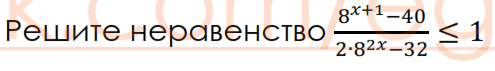 Решите неравенство (8^(x+1)−40)/(2·8^(2x)−32) ≤ 1